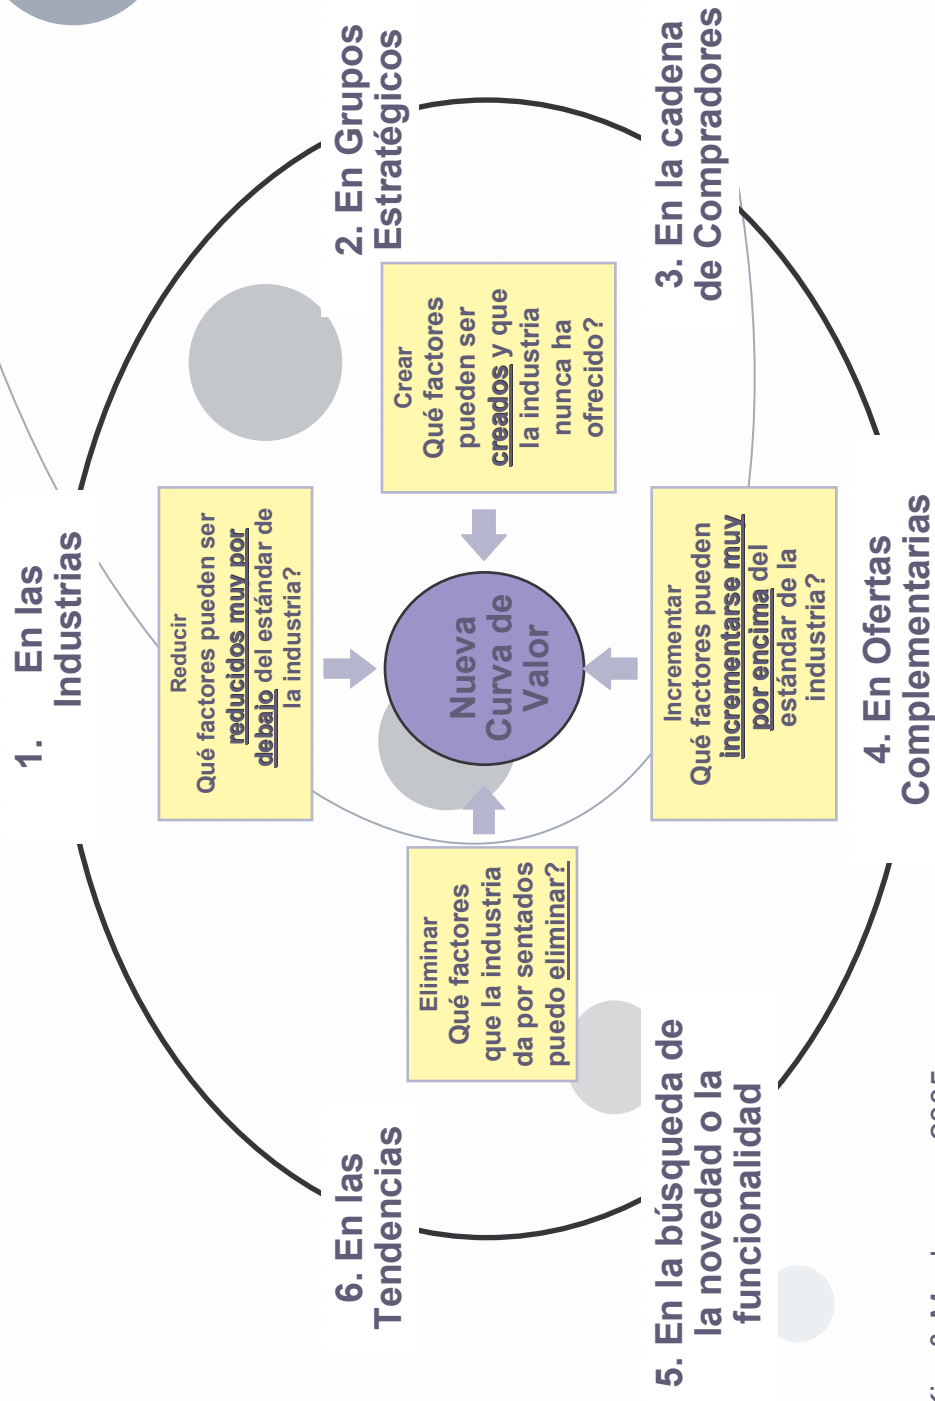 1. En las
Industrias
2. En Grupos
Estratégicos
3. En la cadena
de Compradores
4. En Ofertas
Complementarias
5. En la búsqueda de
la novedad o la
funcionalidad
6. En las
Tendencias
Reducir
Qué factores pueden ser
reducidos muy por
debajo del estándar de
la industria?
Crear
Qué factores
pueden ser
creados y que
la industria
nunca ha
ofrecido?
Incrementar
Qué factores pueden
incrementarse muy
por encima del
estándar de la
industria?
Eliminar
Qué factores
que la industria
da por sentados
puedo eliminar?
Nueva
Curva de
Valor